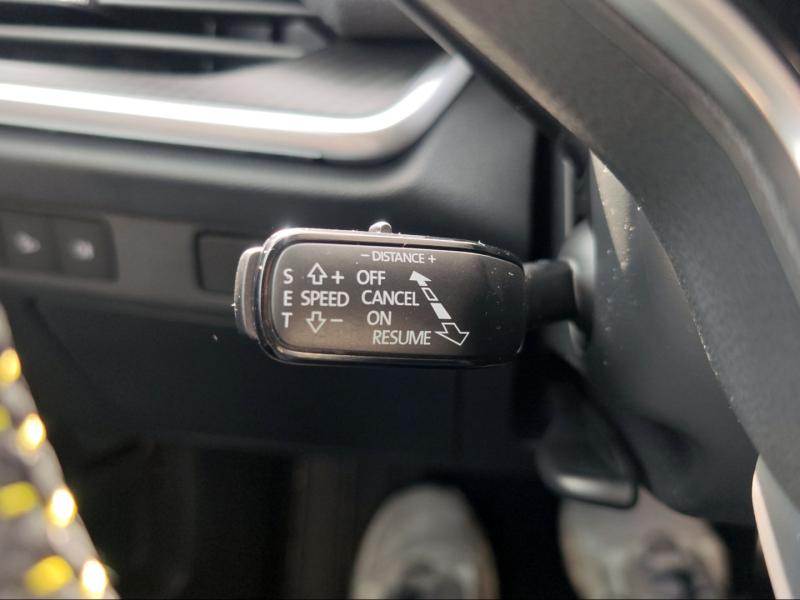 − DISTANCE +
S + OFF
E SPEED CANCEL
T − ON
RESUME